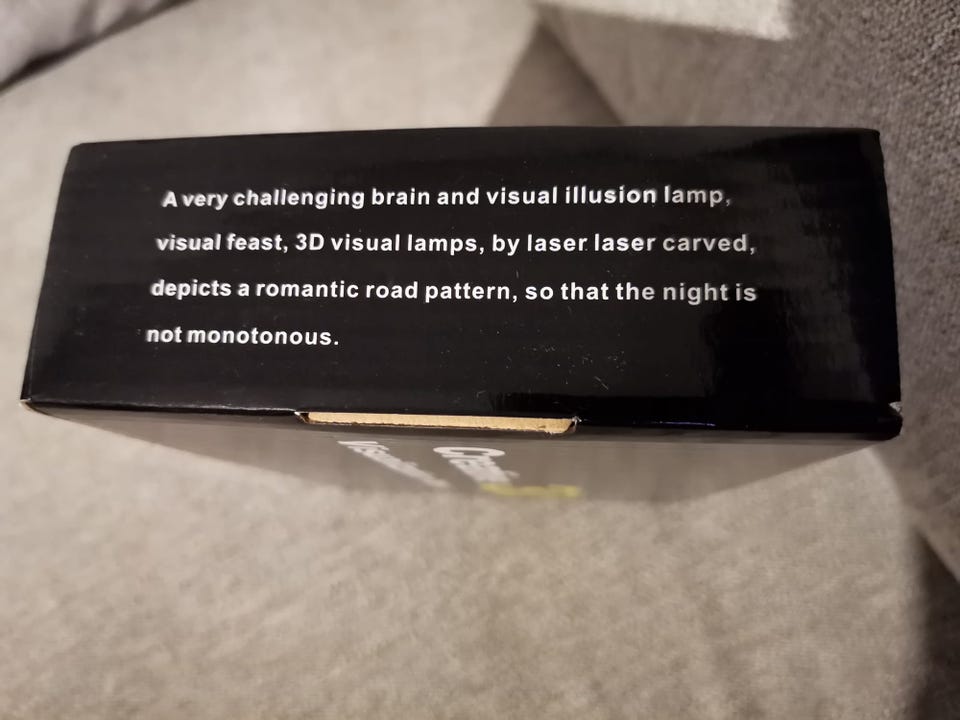 A very challenging brain and visual illusion lamp,
visual feast, 3D visual lamps, by laser laser carved,
depicts a romantic road pattern, so that the night is
not monotonous.